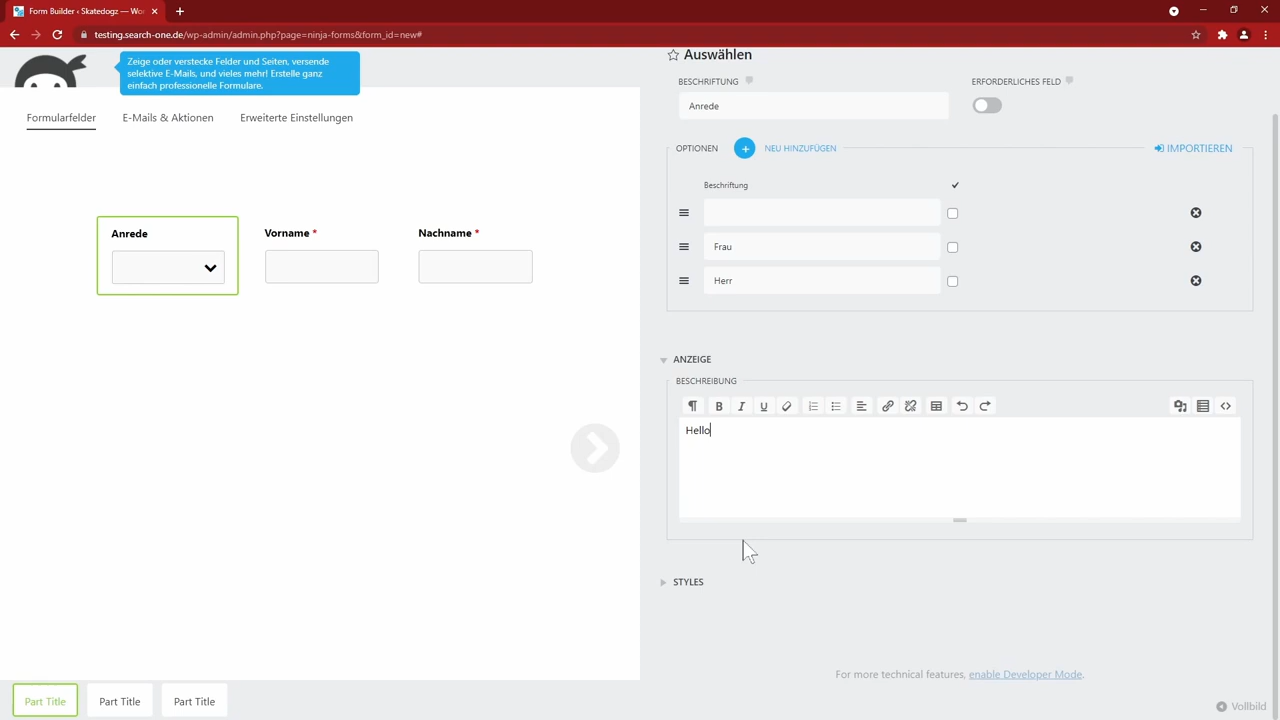 Form Builder ‹ Skatedogz — Wor
testing.search-one.de/wp-admin/admin.php?page=ninja-forms&form_id=new#
Zeige oder verstecke Felder und Seiten, versende
selektive E-Mails, und vieles mehr! Erstelle ganz
einfach professionelle Formulare.
Formularfelder
E-Mails & Aktionen
Erweiterte Einstellungen
Anrede
Vorname *
Nachname *
Part Title
Part Title
Part Title
Auswählen
BESCHRIFTUNG
ERFORDERLICHES FELD
Anrede
OPTIONEN
NEU HINZUFÜGEN
IMPORTIEREN
Beschriftung
Frau
Herr
ANZEIGE
BESCHREIBUNG
Hello
STYLES
For more technical features, enable Developer Mode.
Vollbild